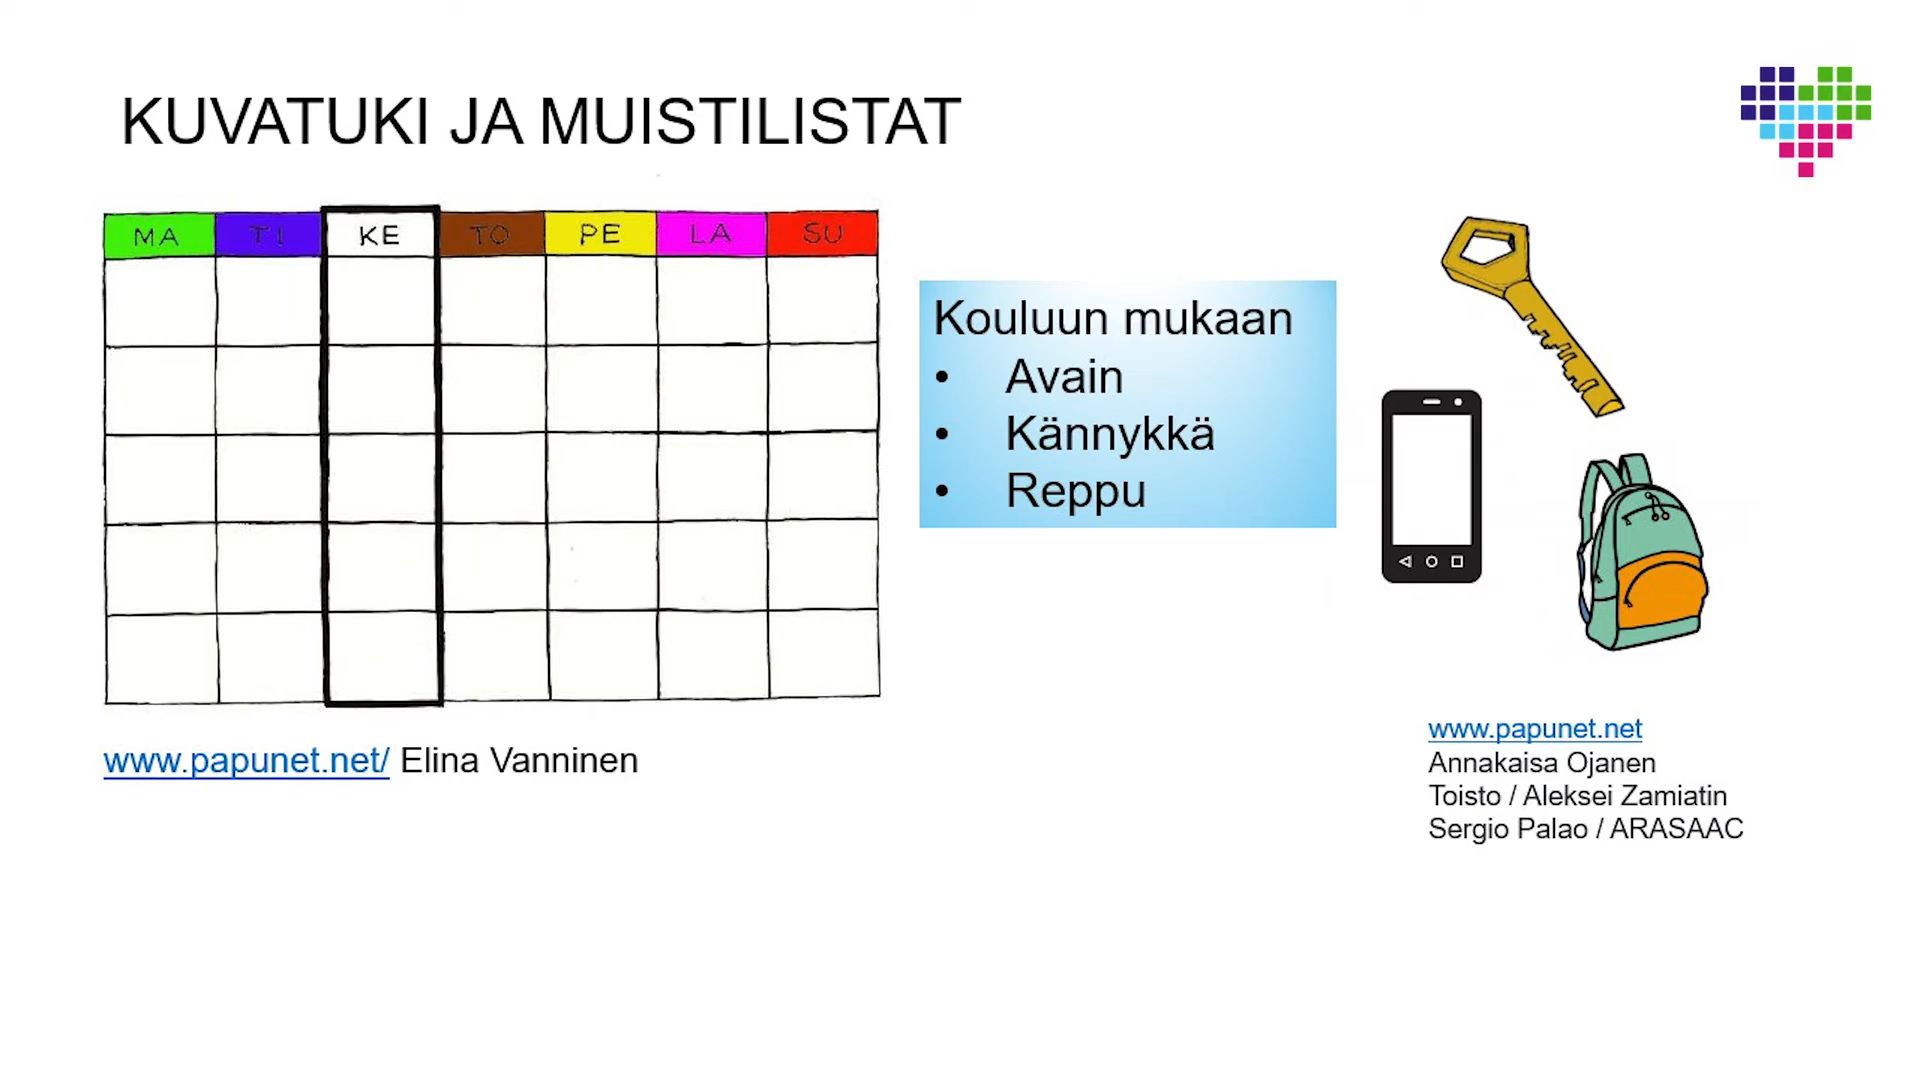 KUVATUKI JA MUISTILISTAT
MA TI KE TO PE LA SU
Kouluun mukaan
• Avain
• Kännykkä
• Reppu
www.papunet.net/ Elina Vanninen
www.papunet.net
Annakaisa Ojanen
Toisto / Aleksei Zamiatin
Sergio Palao / ARASAAC